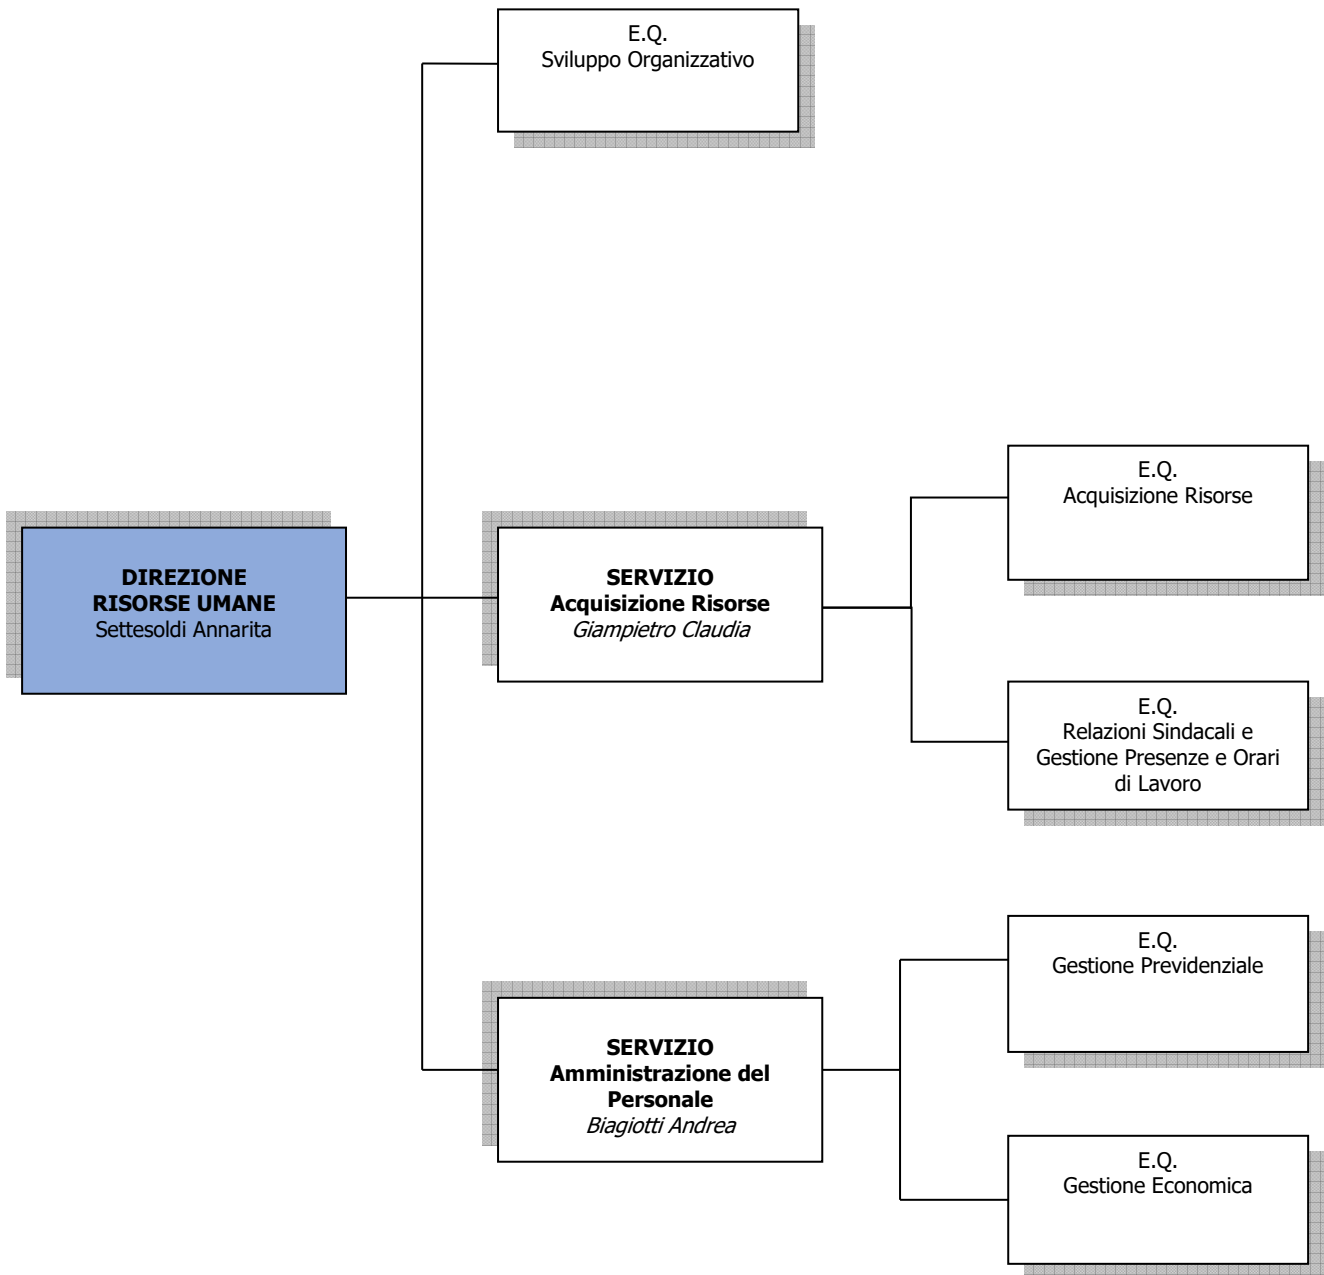 E.Q.
Sviluppo Organizzativo
DIREZIONE
RISORSE UMANE
Settesoldi Annarita
SERVIZIO
Acquisizione Risorse
Giampietro Claudia
E.Q.
Acquisizione Risorse
E.Q.
Relazioni Sindacali e
Gestione Presenze e Orari
di Lavoro
SERVIZIO
Amministrazione del
Personale
Biagiotti Andrea
E.Q.
Gestione Previdenziale
E.Q.
Gestione Economica